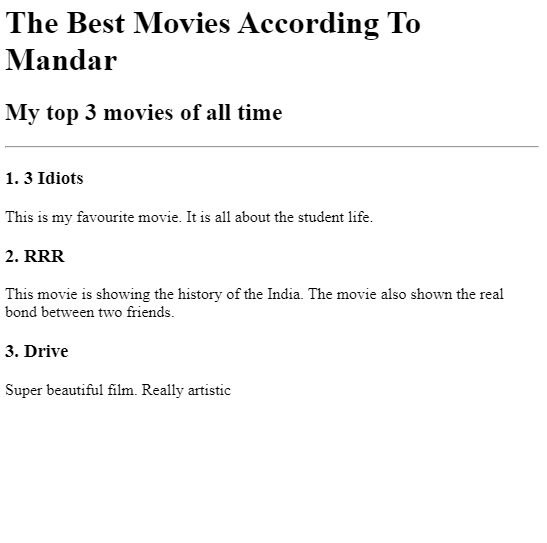 The Best Movies According To
Mandar
My top 3 movies of all time
1. 3 Idiots
This is my favourite movie. It is all about the student life.
2. RRR
This movie is showing the history of the India. The movie also shown the real
bond between two friends.
3. Drive
Super beautiful film. Really artistic